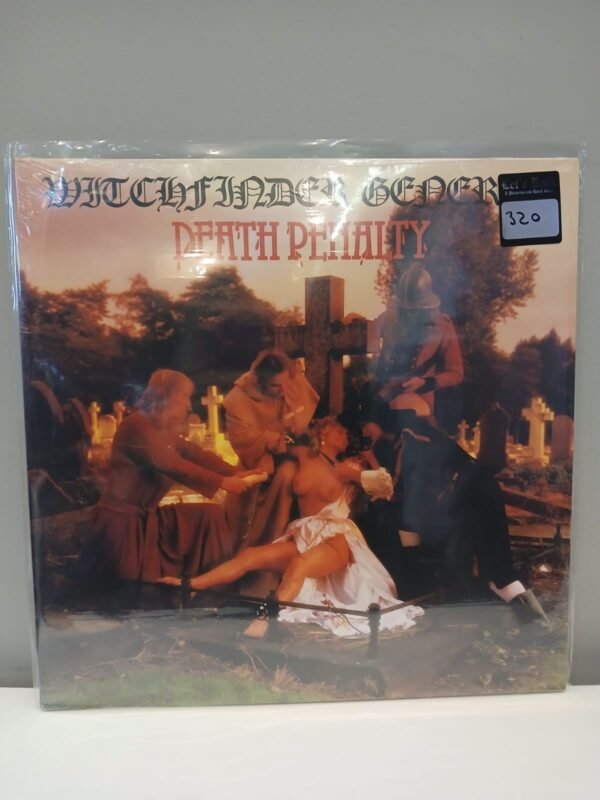 WITCHFINDER GENER
DEATH PENALTY
320